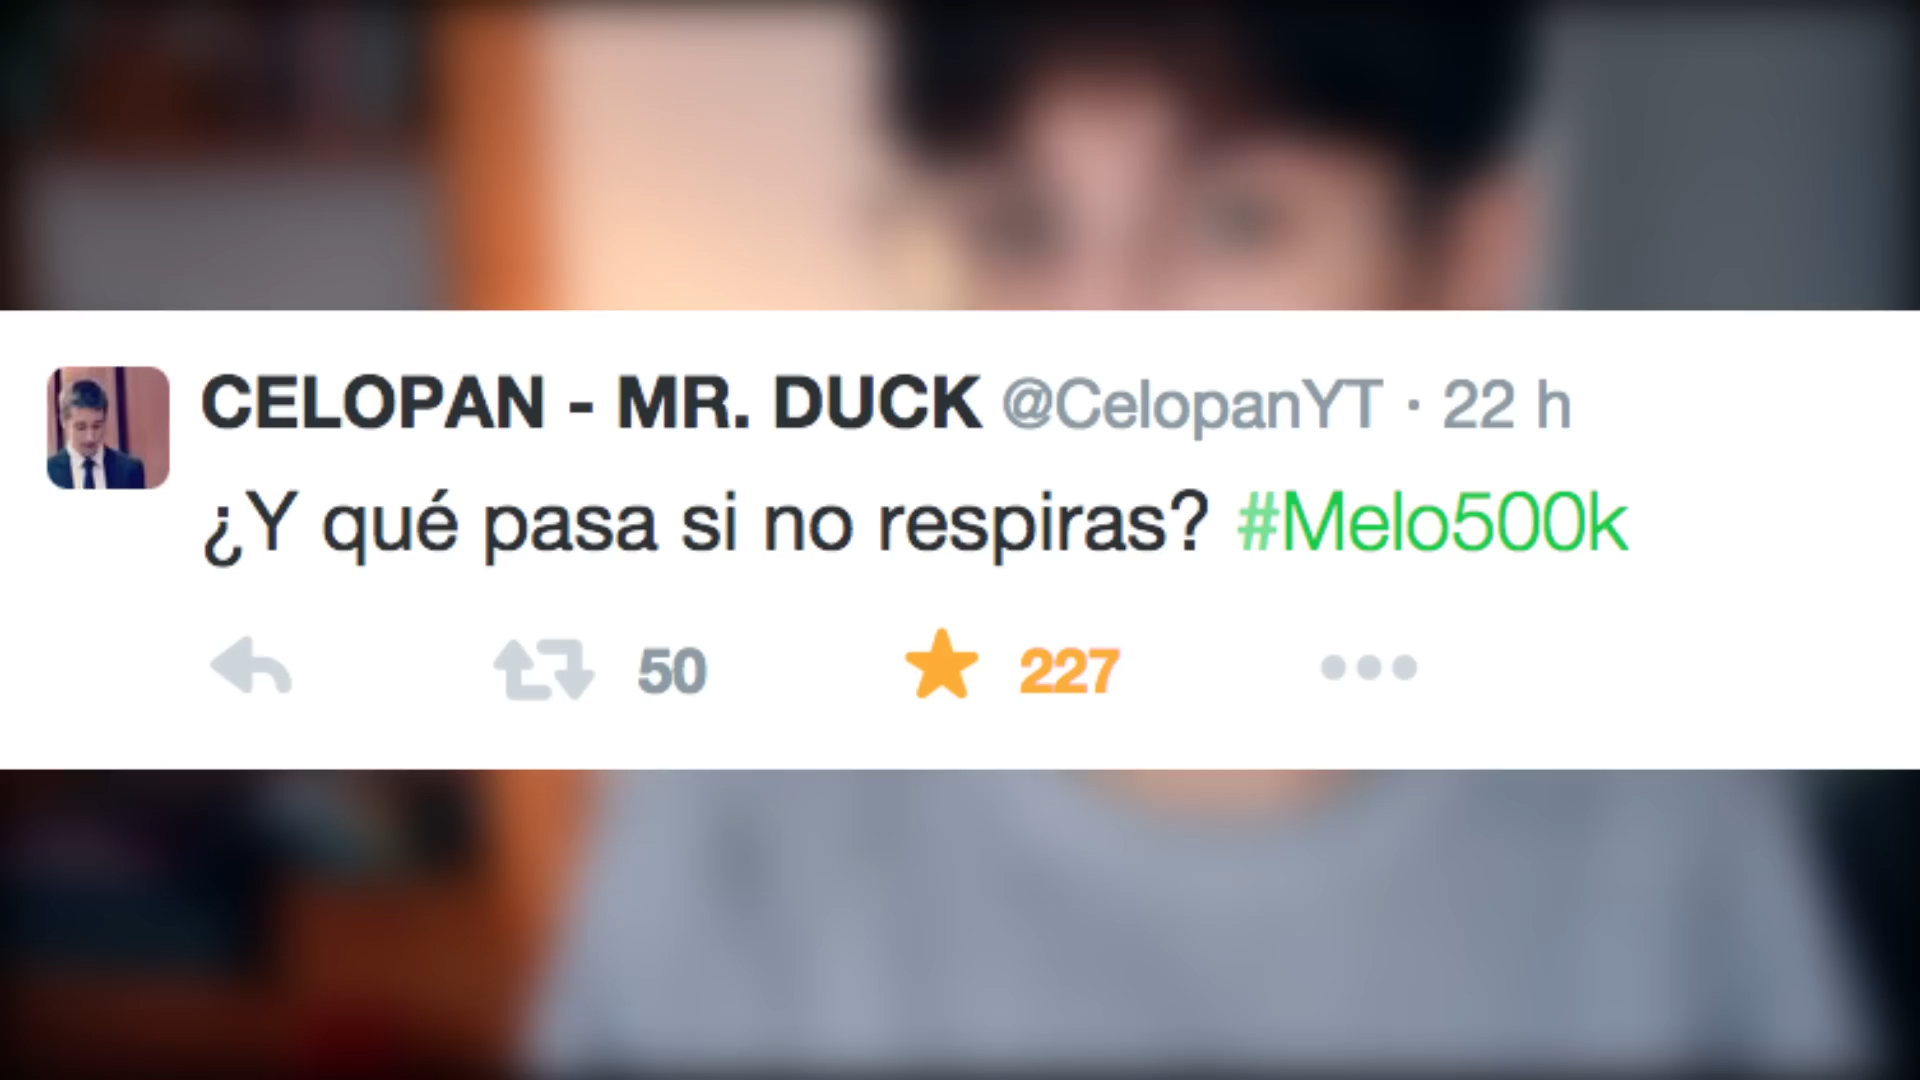 CELOPAN - MR. DUCK @CelopanYT · 22 h
¿Y qué pasa si no respiras? #Melo500k
50 227